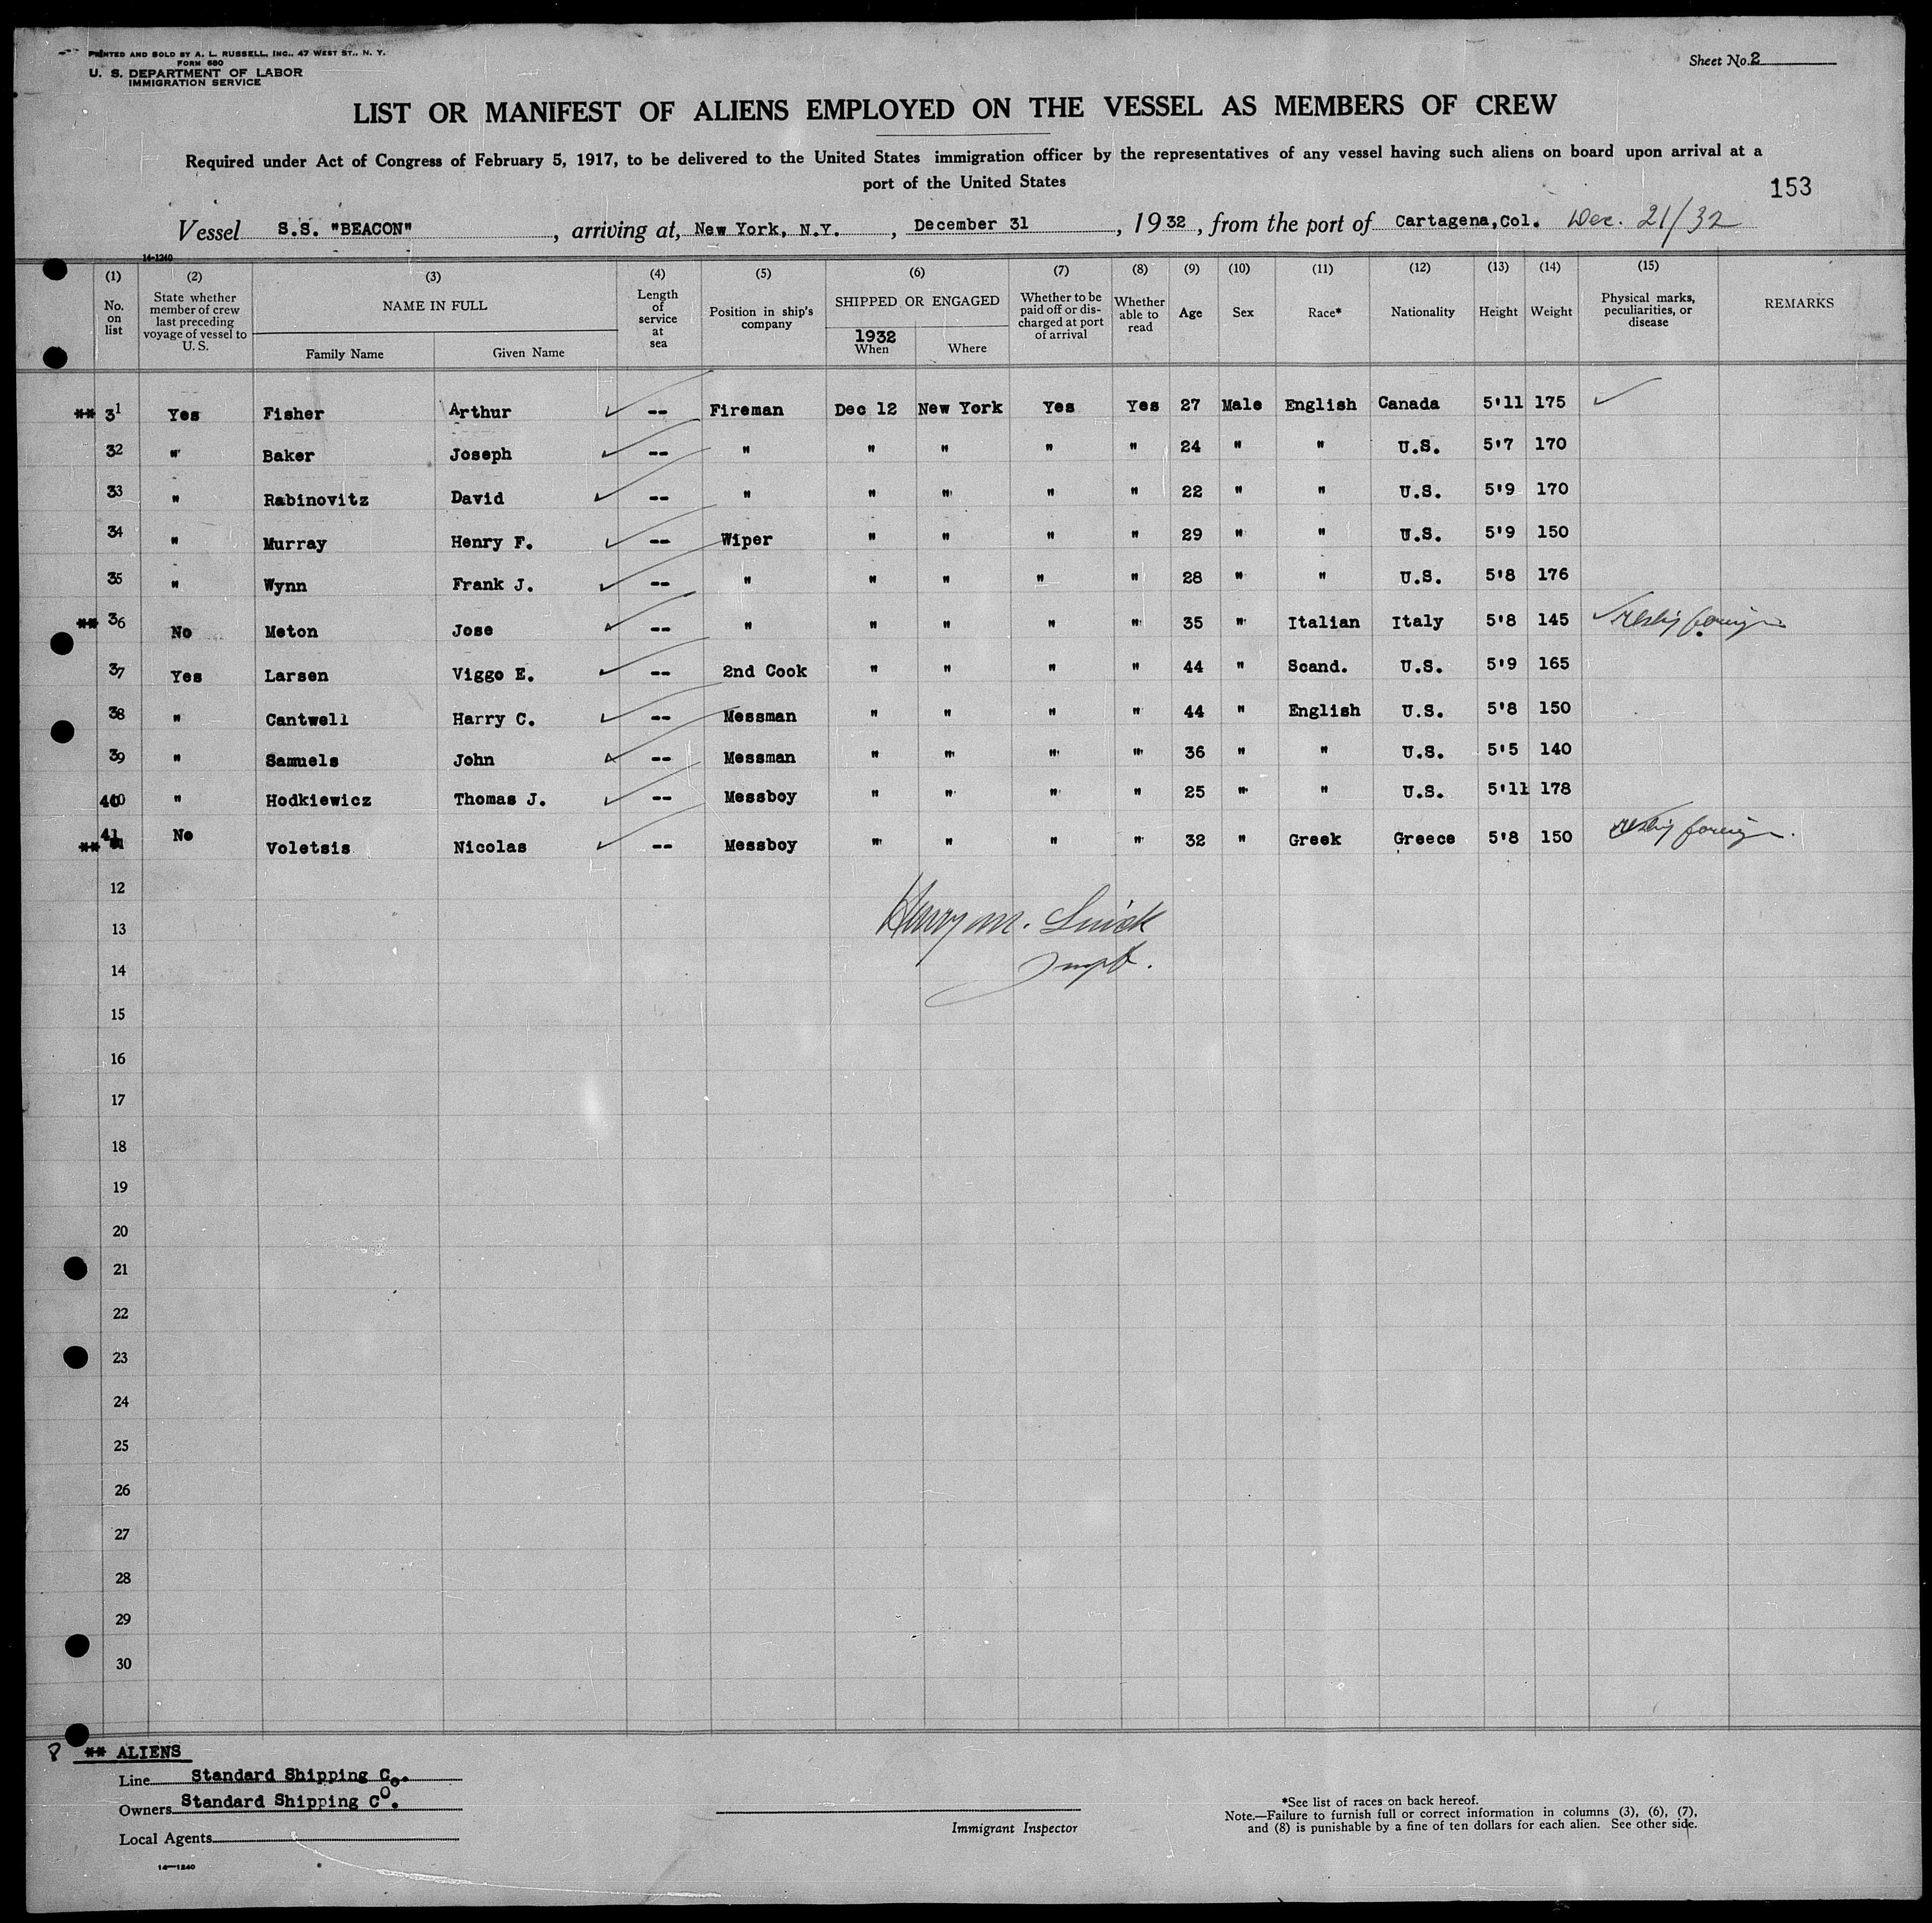 PRINTED AND SOLD BY A. L. RUSSELL, INC., 47 WEST ST., N. Y.
FORM 680
U. S. DEPARTMENT OF LABOR
IMMIGRATION SERVICE
Sheet No. 2
LIST OR MANIFEST OF ALIENS EMPLOYED ON THE VESSEL AS MEMBERS OF CREW
Required under Act of Congress of February 5, 1917, to be delivered to the United States immigration officer by the representatives of any vessel having such aliens on board upon arrival at a
port of the United States
153
Vessel S.S. "BEACON", arriving at, New York, N.Y., December 31, 1932, from the port of Cartagena,Col. Dec. 21/32
14-1240
(1) (2) (3) (4) (5) (6) (7) (8) (9) (10) (11) (12) (13) (14) (15)
No. on list
State whether member of crew last preceding voyage of vessel to U. S.
NAME IN FULL
Family Name
Given Name
Length of service at sea
Position in ship's company
SHIPPED OR ENGAGED
1932
When
Where
Whether to be paid off or discharged at port of arrival
Whether able to read
Age
Sex
Race*
Nationality
Height
Weight
Physical marks, peculiarities, or disease
REMARKS
** 31 Yes Fisher Arthur -- Fireman Dec 12 New York Yes Yes 27 Male English Canada 5'11 175
32 " Baker Joseph -- " " " " " 24 " " U.S. 5'7 170
33 " Rabinovitz David -- " " " " " 22 " " U.S. 5'9 170
34 " Murray Henry F. -- Wiper " " " " 29 " " U.S. 5'9 150
35 " Wynn Frank J. -- " " " " " 28 " " U.S. 5'8 176
** 36 No Meton Jose -- " " " " " 35 " Italian Italy 5'8 145 foreign
37 Yes Larsen Viggo E. -- 2nd Cook " " " " 44 " Scand. U.S. 5'9 165
38 " Cantwell Harry C. -- Messman " " " " 44 " English U.S. 5'8 150
39 " Samuels John -- Messman " " " " 36 " " U.S. 5'5 140
40 " Hodkiewicz Thomas J. -- Messboy " " " " 25 " " U.S. 5'11 178
** 41 No Voletsis Nicolas -- Messboy " " " " 32 " Greek Greece 5'8 150 foreign.
12
Henry M.
13
14
15
16
17
18
19
20
21
22
23
24
25
26
27
28
29
30
** ALIENS
Line Standard Shipping Co.
Owners Standard Shipping Co.
Local Agents
14-1240
Immigrant Inspector
*See list of races on back hereof.
Note.—Failure to furnish full or correct information in columns (3), (6), (7),
and (8) is punishable by a fine of ten dollars for each alien. See other side.